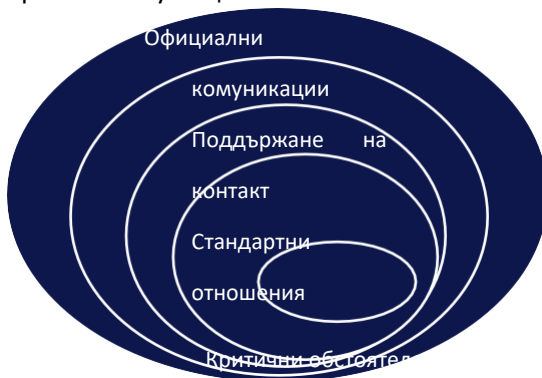 Официални
комуникации
Поддържане на
контакт
Стандартни
отношения
Критични